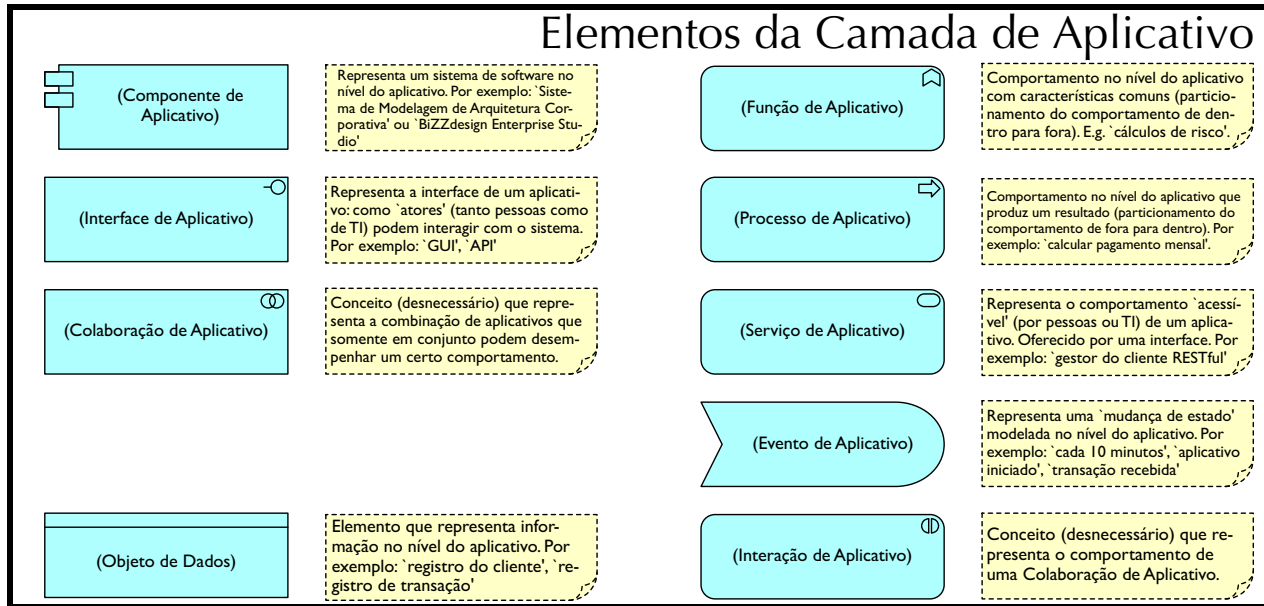 Elementos da Camada de Aplicativo
(Componente de
Aplicativo)
Representa um sistema de software no
nível do aplicativo. Por exemplo: `Siste-
ma de Modelagem de Arquitetura Cor-
porativa' ou `BiZZdesign Enterprise Stu-
dio'
(Função de Aplicativo)
Comportamento no nível do aplicativo
com características comuns (particio-
namento do comportamento de den-
tro para fora). E.g. `cálculos de risco'.
(Interface de Aplicativo)
Representa a interface de um aplicati-
vo: como `atores' (tanto pessoas como
de TI) podem interagir com o sistema.
Por exemplo: `GUI', `API'
(Processo de Aplicativo)
Comportamento no nível do aplicativo que
produz um resultado (particionamento do
comportamento de fora para dentro). Por
exemplo: `calcular pagamento mensal'.
(Colaboração de Aplicativo)
Conceito (desnecessário) que repre-
senta a combinação de aplicativos que
somente em conjunto podem desem-
penhar um certo comportamento.
(Serviço de Aplicativo)
Representa o comportamento `acessí-
vel' (por pessoas ou TI) de um aplica-
tivo. Oferecido por uma interface. Por
exemplo: `gestor do cliente RESTful'
(Evento de Aplicativo)
Representa uma `mudança de estado'
modelada no nível do aplicativo. Por
exemplo: `cada 10 minutos', `aplicativo
iniciado', `transação recebida'
(Objeto de Dados)
Elemento que representa infor-
mação no nível do aplicativo. Por
exemplo: `registro do cliente', `re-
gistro de transação'
(Interação de Aplicativo)
Conceito (desnecessário) que re-
presenta o comportamento de
uma Colaboração de Aplicativo.